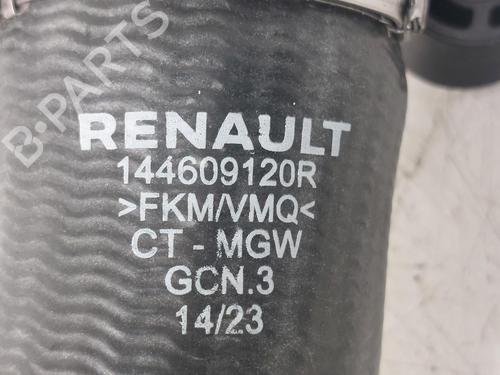 B-PARTS
RENAULT
144609120R
>FKM/VMQ<
CT - MGW
GCN.3
14/23